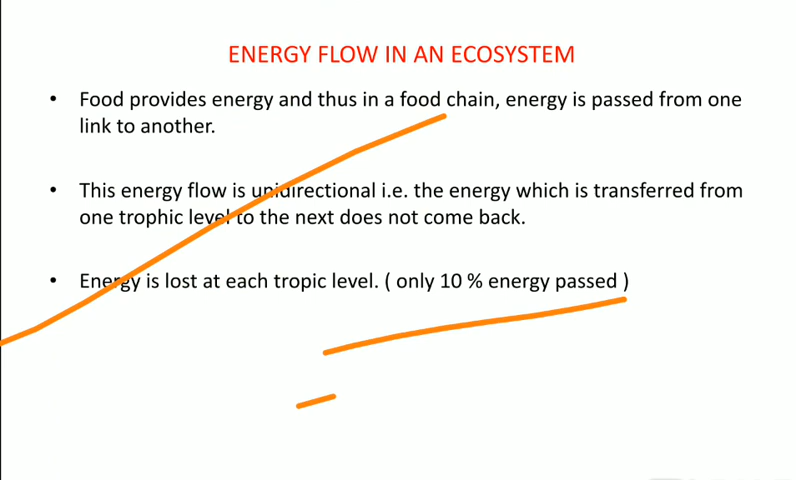 ENERGY FLOW IN AN ECOSYSTEM
• Food provides energy and thus in a food chain, energy is passed from one
link to another.
• This energy flow is unidirectional i.e. the energy which is transferred from
one trophic level to the next does not come back.
• Energy is lost at each tropic level. ( only 10 % energy passed )